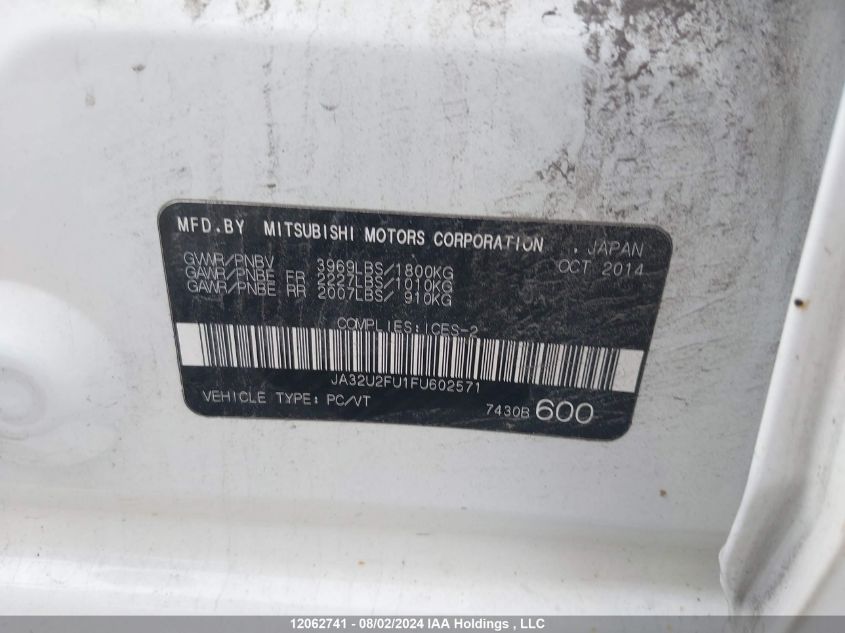 MFD.BY MITSUBISHI MOTORS CORPORATION . JAPAN
GVWR/PNBV 3969LBS/1800KG OCT 2014
GAWR/PNBE FR 2227LBS/1010KG
GAWR/PNBE RR 2007LBS/ 910KG
COMPLIES:ICES-2
JA32U2FU1FU602571
VEHICLE TYPE: PC/VT 7430B 600
12062741 - 08/02/2024 IAA Holdings , LLC